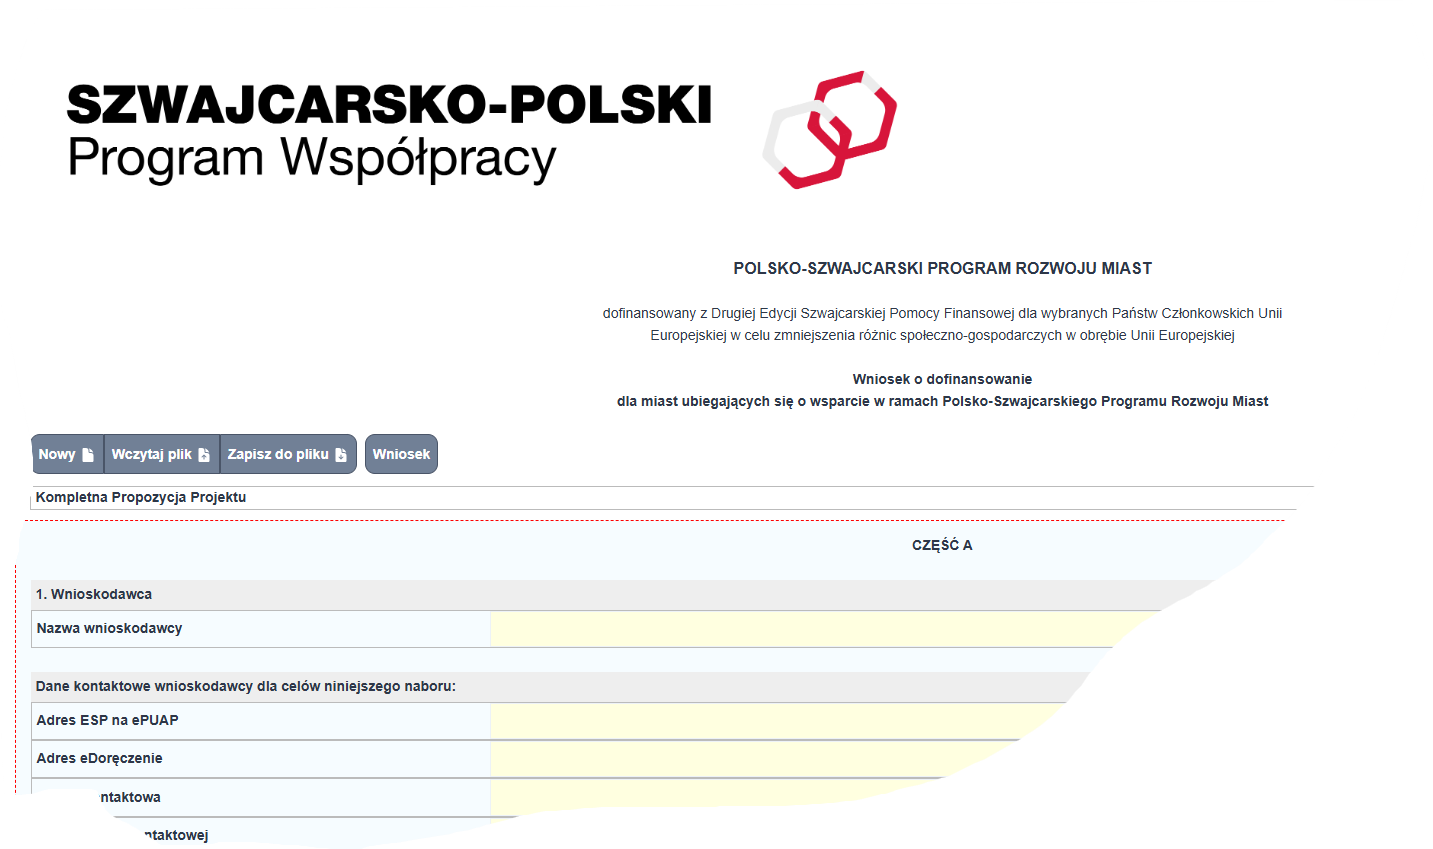 SZWAJCARSKO-POLSKI
Program Współpracy
POLSKO-SZWAJCARSKI PROGRAM ROZWOJU MIAST
dofinansowany z Drugiej Edycji Szwajcarskiej Pomocy Finansowej dla wybranych Państw Członkowskich Unii
Europejskiej w celu zmniejszenia różnic społeczno-gospodarczych w obrębie Unii Europejskiej
Wniosek o dofinansowanie
dla miast ubiegających się o wsparcie w ramach Polsko-Szwajcarskiego Programu Rozwoju Miast
Nowy Wczytaj plik Zapisz do pliku Wniosek
Kompletna Propozycja Projektu
CZĘŚĆ A
1. Wnioskodawca
Nazwa wnioskodawcy
Dane kontaktowe wnioskodawcy dla celów niniejszego naboru:
Adres ESP na ePUAP
Adres eDoręczenie
ntaktowa
ntaktowej